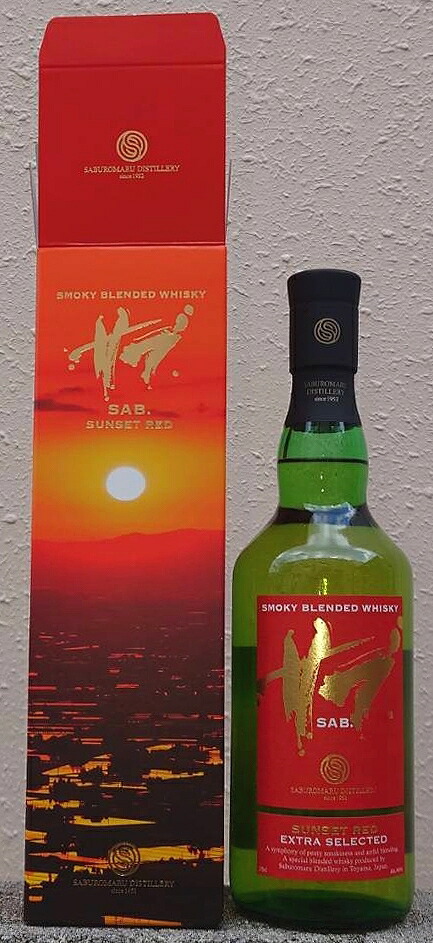 SABUROMARU DISTILLERY
since 1952
SMOKY BLENDED WHISKY
サブ
SAB.
SUNSET RED
SABUROMARU DISTILLERY
since 1952
SABUROMARU
DISTILLERY
since 1952
SMOKY BLENDED WHISKY
サブ
SAB.
SABUROMARU DISTILLERY
since 1952
SUNSET RED
EXTRA SELECTED
A symphony of peaty smokiness and artful blending.
A special blended whisky produced by
Saburomaru Distillery in Toyama, Japan.